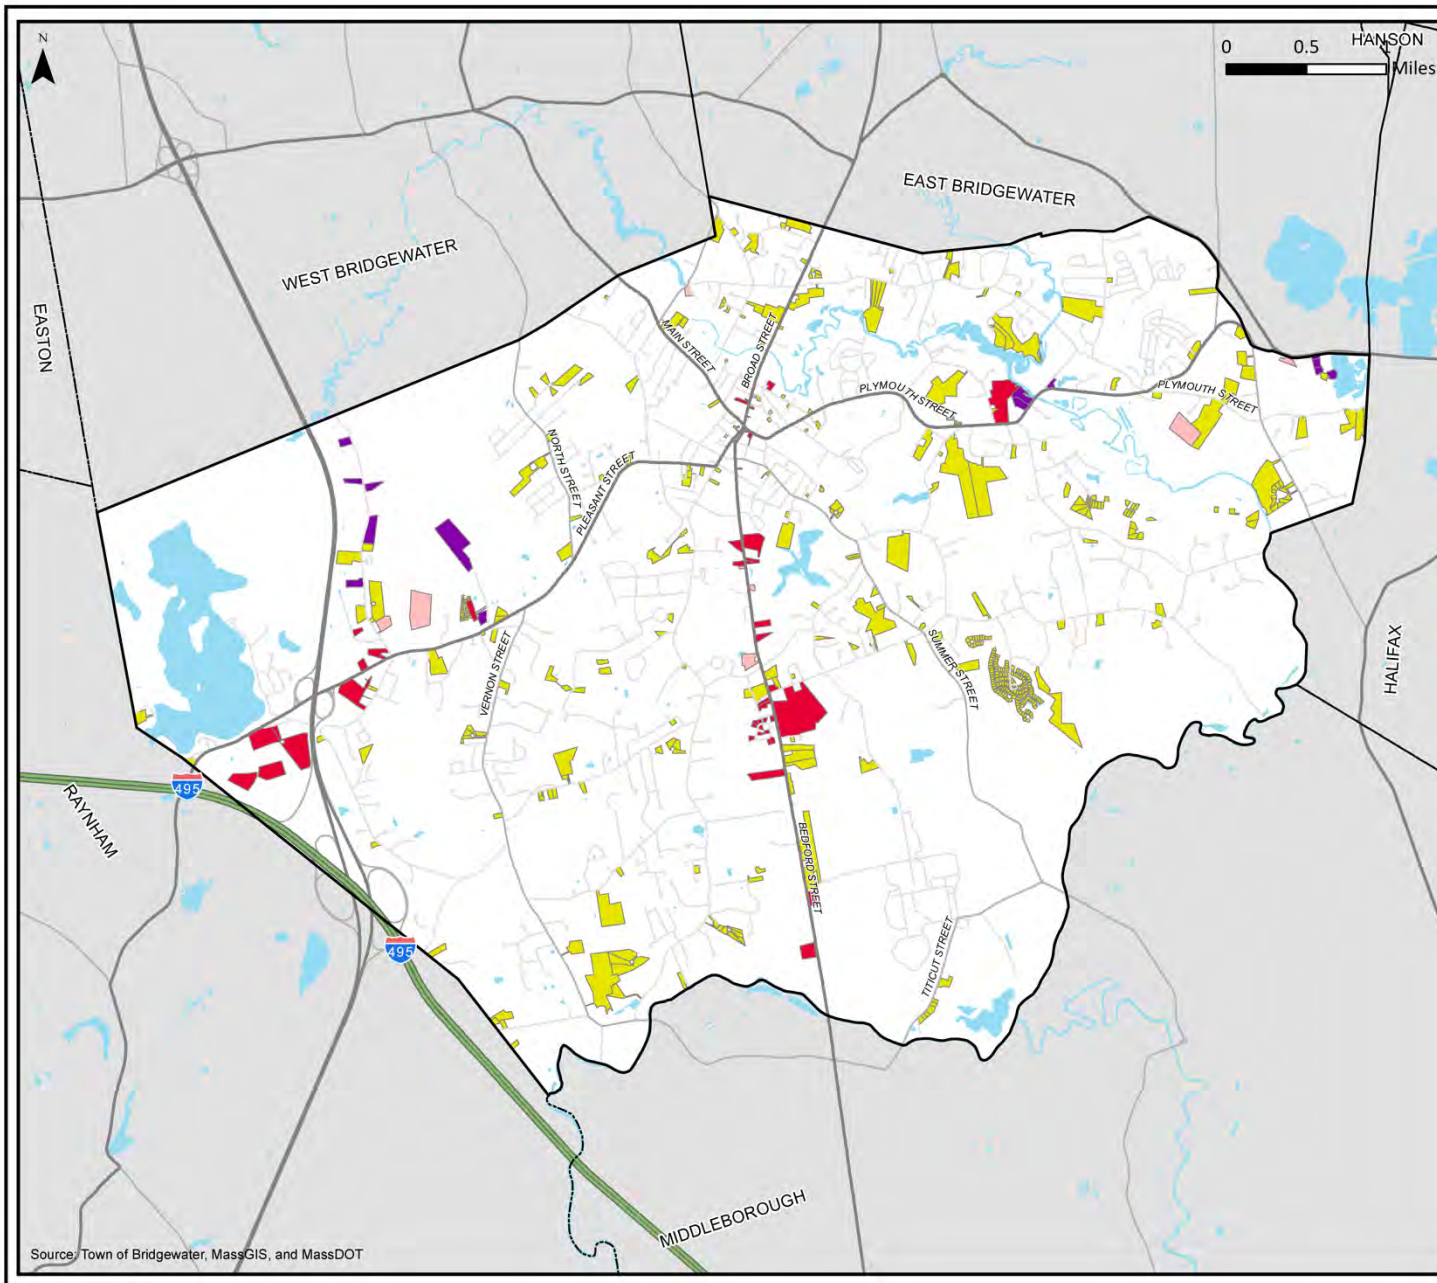 N
0 0.5 1
Miles
HANSON
EAST BRIDGEWATER
WEST BRIDGEWATER
EASTON
MAIN STREET
BROAD STREET
PLYMOUTH STREET
PLYMOUTH STREET
NORTH STREET
PLEASANT STREET
VERNON STREET
SUMMER STREET
HALIFAX
495
RAYNHAM
BEDFORD STREET
495
TITICUT STREET
MIDDLEBOROUGH
Source: Town of Bridgewater, MassGIS, and MassDOT